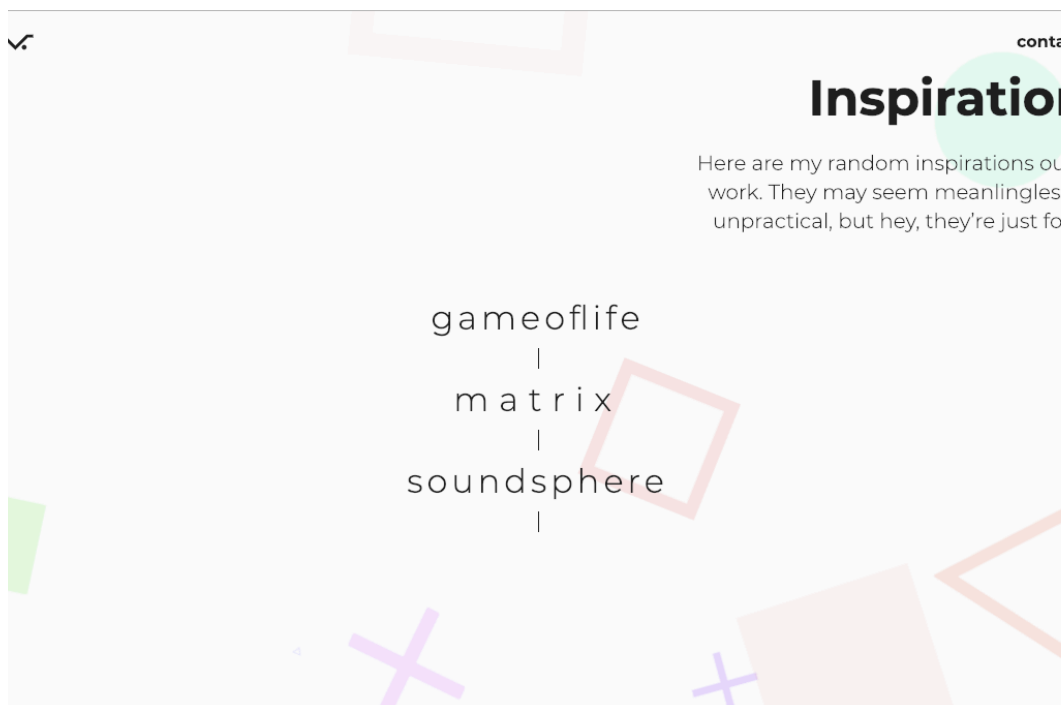 conta
Inspiration
Here are my random inspirations ou
work. They may seem meanlingles
unpractical, but hey, they're just fo
gameoflife
matrix
soundsphere